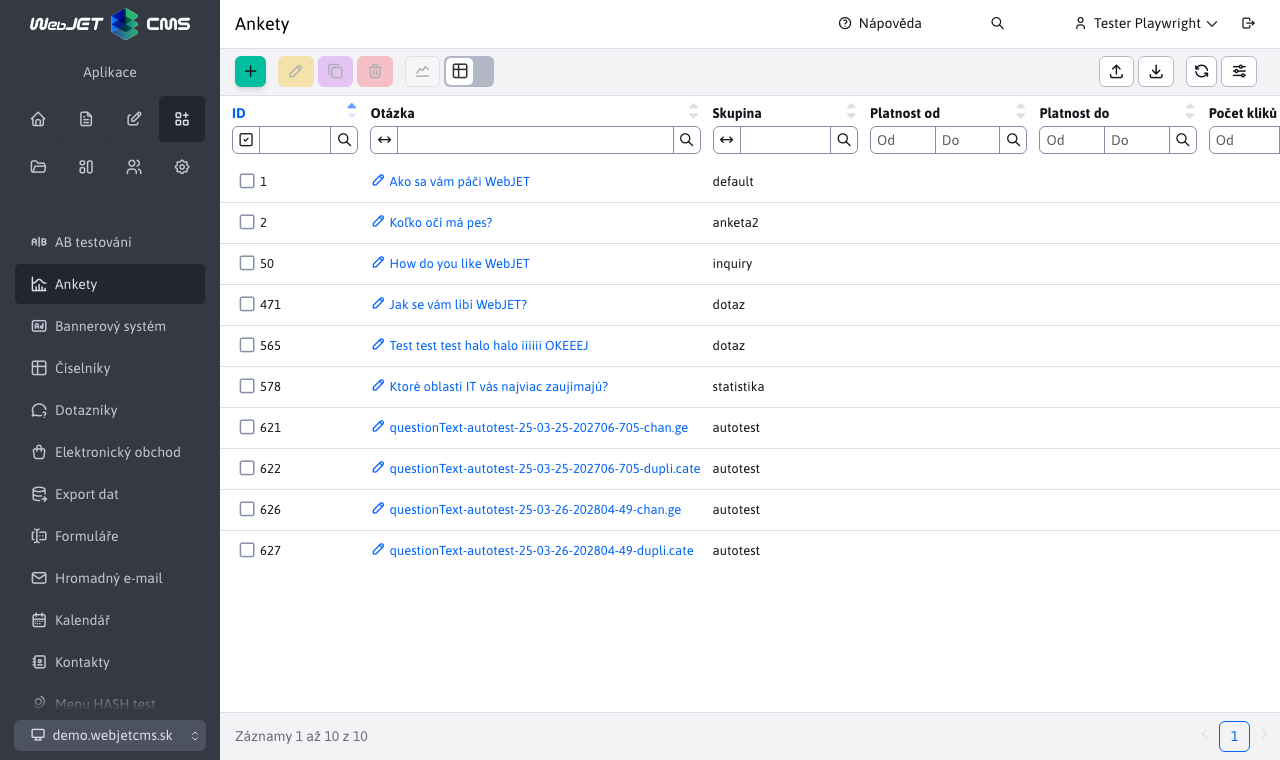 WebJET CMS
Aplikace
AB testování
Ankety
Bannerový systém
Číselníky
Dotazníky
Elektronický obchod
Export dat
Formuláře
Hromadný e-mail
Kalendář
Kontakty
Menu HASH test
demo.webjetcms.sk
Ankety
Nápověda
Tester Playwright
ID Otázka Skupina Platnost od Platnost do Počet kliků
Od Do Od Do Od
1 Ako sa vám páči WebJET default
2 Koľko očí má pes? anketa2
50 How do you like WebJET inquiry
471 Jak se vám líbí WebJET? dotaz
565 Test test test halo halo iiiiii OKEEEJ dotaz
578 Ktoré oblasti IT vás najviac zaujímajú? statistika
621 questionText-autotest-25-03-25-202706-705-chan.ge autotest
622 questionText-autotest-25-03-25-202706-705-dupli.cate autotest
626 questionText-autotest-25-03-26-202804-49-chan.ge autotest
627 questionText-autotest-25-03-26-202804-49-dupli.cate autotest
Záznamy 1 až 10 z 10
1